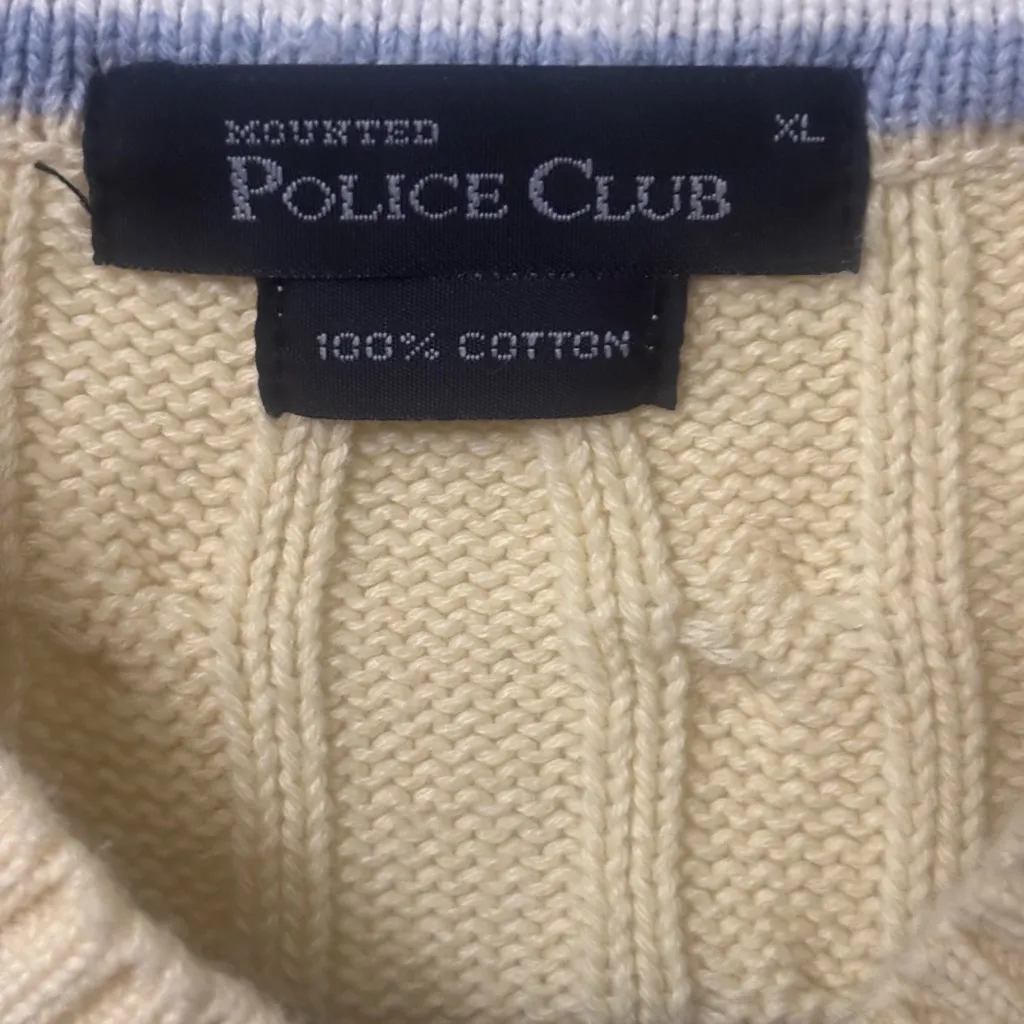 MOUNTED
XL
POLICE CLUB
100% COTTON